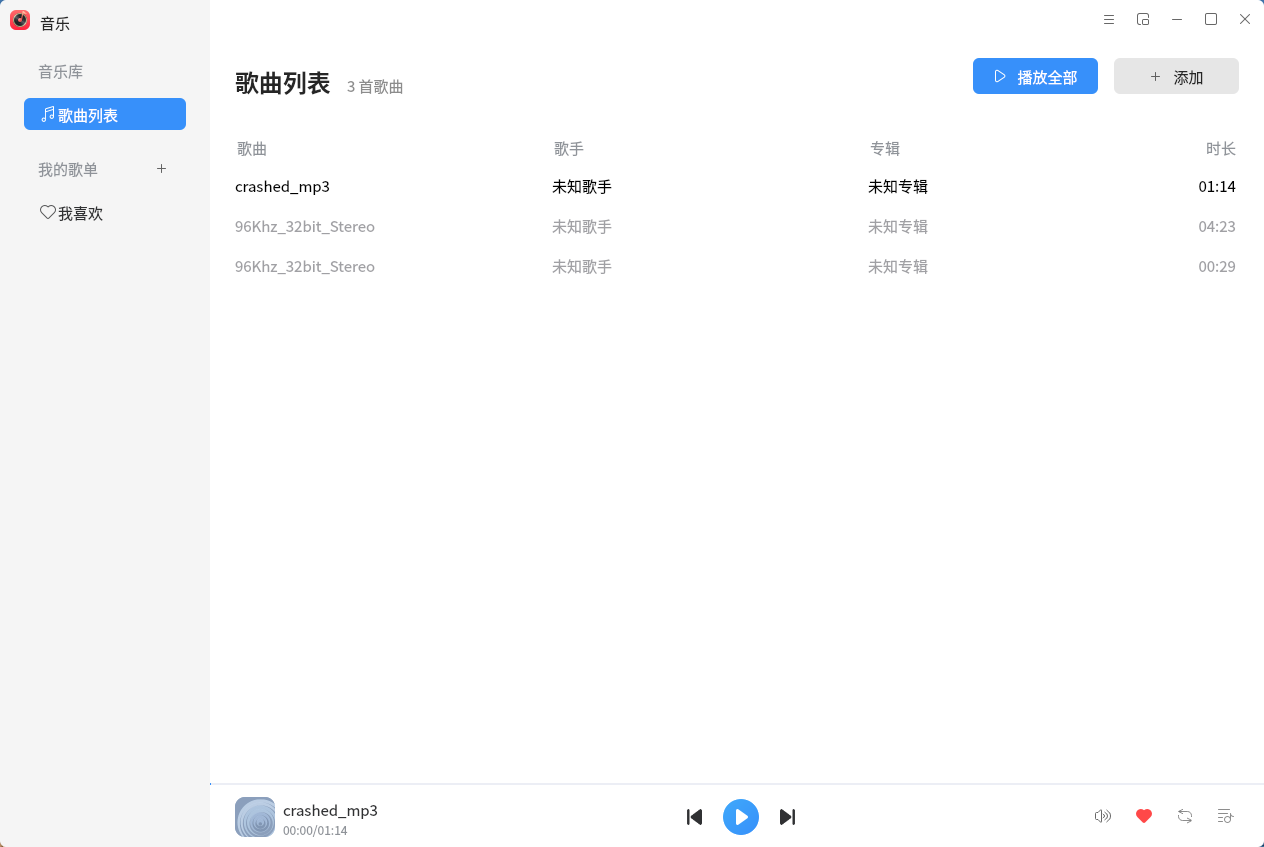 音乐
音乐库
歌曲列表
我的歌单
我喜欢
歌曲列表 3 首歌曲
播放全部
添加
歌曲 歌手 专辑 时长
crashed_mp3 未知歌手 未知专辑 01:14
96Khz_32bit_Stereo 未知歌手 未知专辑 04:23
96Khz_32bit_Stereo 未知歌手 未知专辑 00:29
crashed_mp3
00:00/01:14